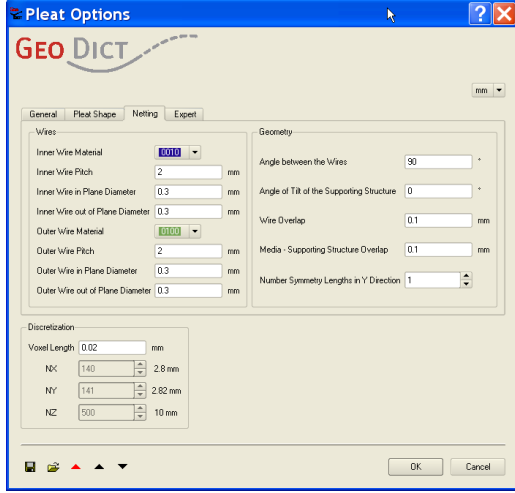 Pleat Options
GEO DICT
mm
General Pleat Shape Netting Expert
Wires
Inner Wire Material 0010
Inner Wire Pitch 2 mm
Inner Wire in Plane Diameter 0.3 mm
Inner Wire out of Plane Diameter 0.3 mm
Outer Wire Material 0100
Outer Wire Pitch 2 mm
Outer Wire in Plane Diameter 0.3 mm
Outer Wire out of Plane Diameter 0.3 mm
Geometry
Angle between the Wires 90 °
Angle of Tilt of the Supporting Structure 0 °
Wire Overlap 0.1 mm
Media - Supporting Structure Overlap 0.1 mm
Number Symmetry Lengths in Y Direction 1
Discretization
Voxel Length 0.02 mm
NX 140 2.8 mm
NY 141 2.82 mm
NZ 500 10 mm
OK Cancel